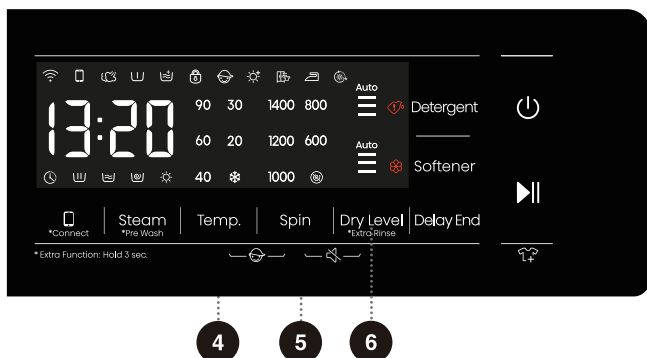 Auto
90 30 1400 800
13:20
Detergent
60 20 1200 600
Auto
Softener
40 1000
Steam Temp. Spin Dry Level Delay End
*Connect *Pre Wash *Extra Rinse
* Extra Function: Hold 3 sec.
4 5 6